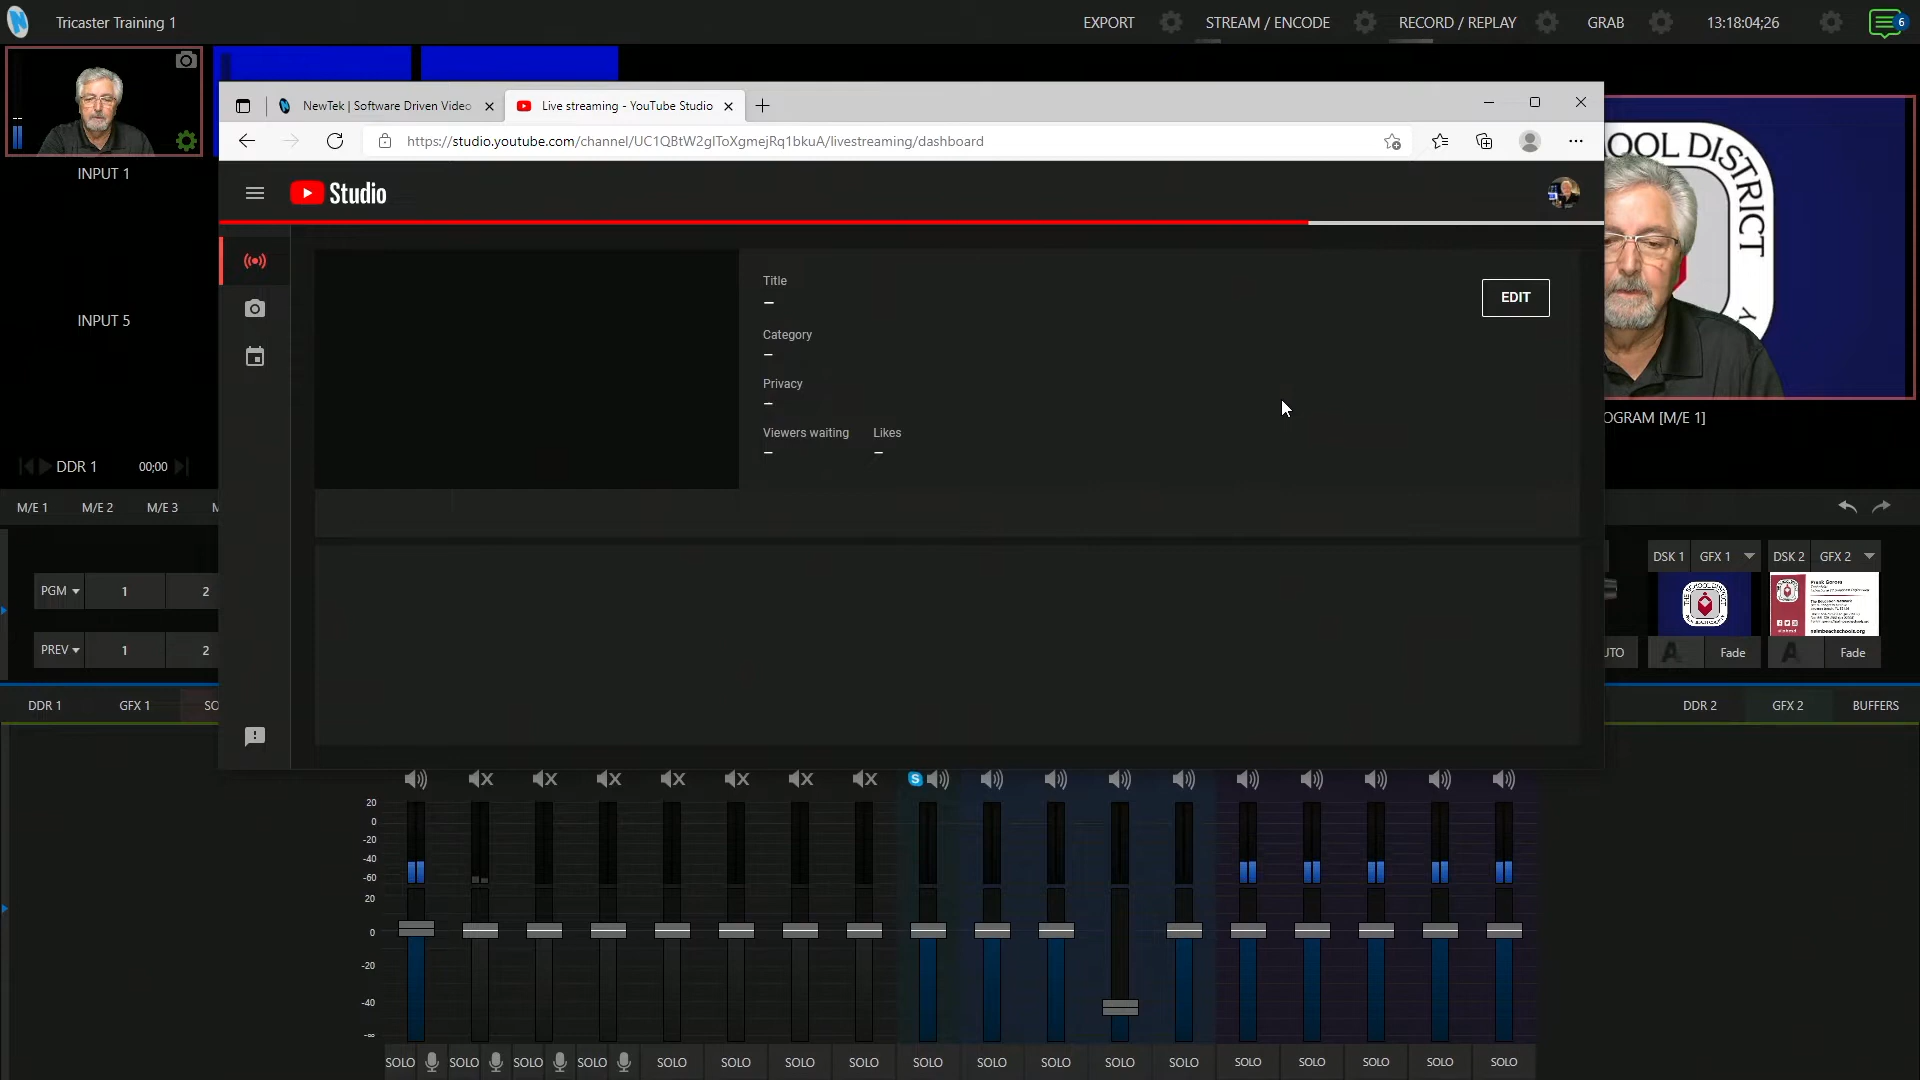 Tricaster Training 1
EXPORT
STREAM / ENCODE
RECORD / REPLAY
GRAB
13:18:04;26
6
NewTek | Software Driven Video
Live streaming - YouTube Studio
https://studio.youtube.com/channel/UC1QBtW2glToXgmejRq1bkuA/livestreaming/dashboard
Studio
INPUT 1
INPUT 5
Title
–
EDIT
Category
–
Privacy
–
Viewers waiting
Likes
–
–
OOL DISTRICT
OGRAM [M/E 1]
DDR 1
00;00
M/E 1
M/E 2
M/E 3
M
DSK 1
GFX 1
DSK 2
GFX 2
PGM
1
2
PREV
1
2
UTO
Fade
Fade
DDR 1
GFX 1
SO
DDR 2
GFX 2
BUFFERS
20
0
-20
-40
-60
20
0
-20
-40
-∞
SOLO SOLO SOLO SOLO SOLO SOLO SOLO SOLO SOLO SOLO SOLO SOLO SOLO SOLO SOLO SOLO SOLO SOLO